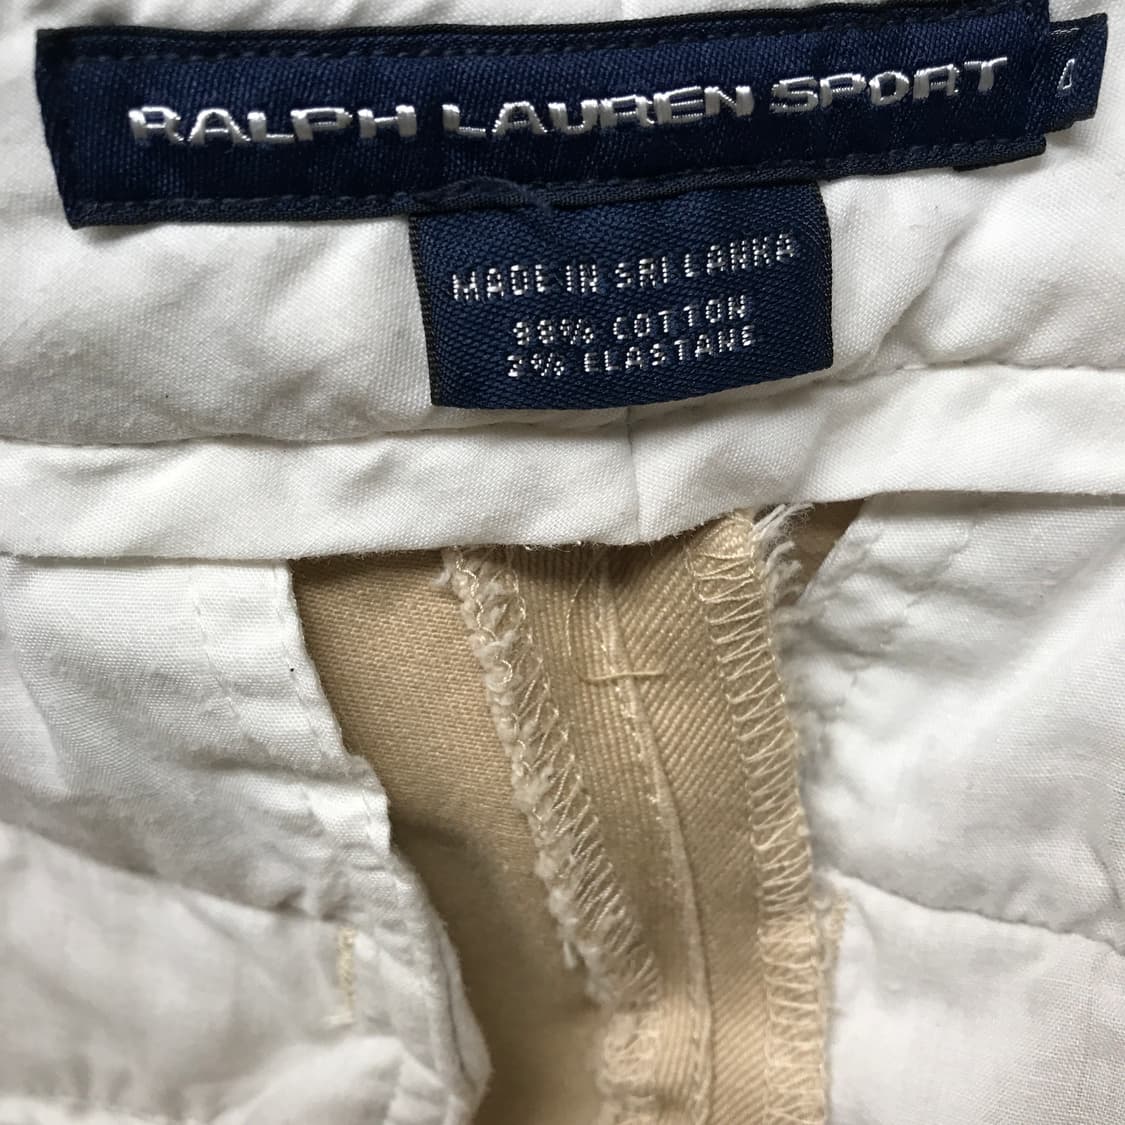 RALPH LAUREN SPORT
4
MADE IN SRI LANKA
98% COTTON
2% ELASTANE